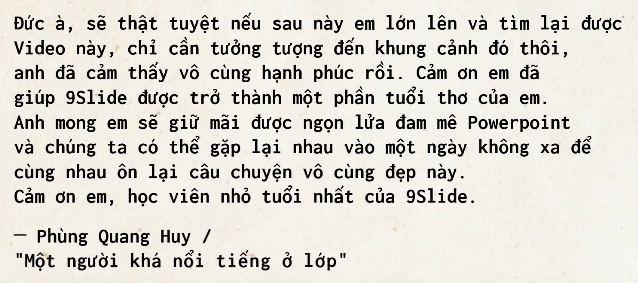 Đức à, sẽ thật tuyệt nếu sau này em lớn lên và tìm lại được
Video này, chỉ cần tưởng tượng đến khung cảnh đó thôi,
anh đã cảm thấy vô cùng hạnh phúc rồi. Cảm ơn em đã
giúp 9Slide được trở thành một phần tuổi thơ của em.
Anh mong em sẽ giữ mãi được ngọn lửa đam mê Powerpoint
và chúng ta có thể gặp lại nhau vào một ngày không xa để
cùng nhau ôn lại câu chuyện vô cùng đẹp này.
Cảm ơn em, học viên nhỏ tuổi nhất của 9Slide.
— Phùng Quang Huy /
"Một người khá nổi tiếng ở lớp"